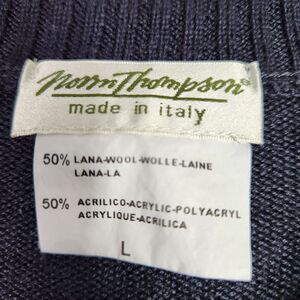 Norm Thompson®
made in italy
50% LANA-WOOL-WOLLE-LAINE
LANA-LA
50% ACRILICO-ACRYLIC-POLYACRYL
ACRYLIQUE-ACRILICA
L